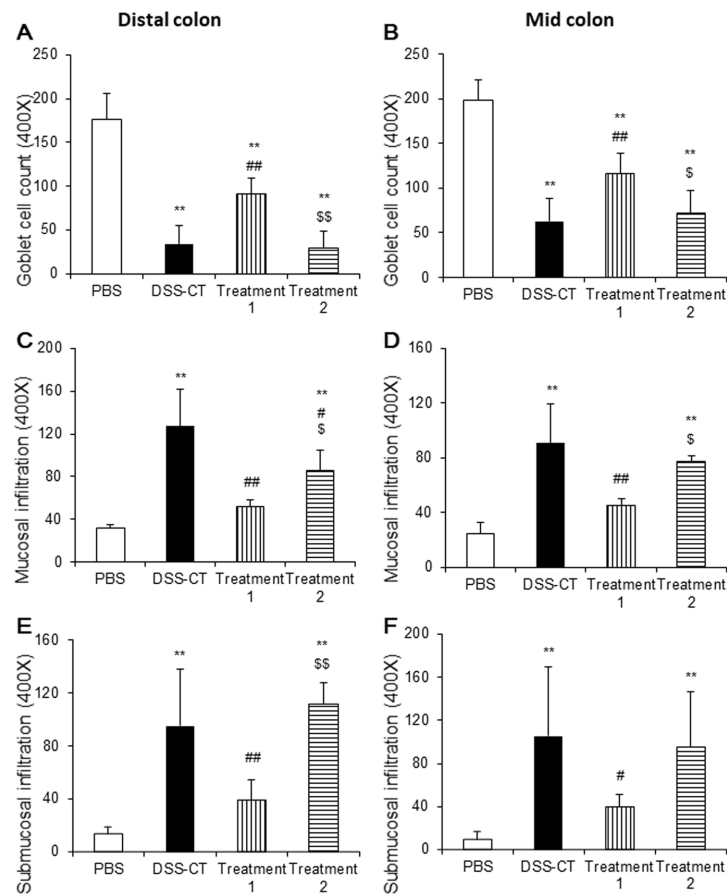 Distal colon
Mid colon
A
Goblet cell count (400X)
250
200
150
100
50
0
**
**
##
**
$$
PBS
DSS-CT
Treatment
1
Treatment
2
B
Goblet cell count (400X)
250
200
150
100
50
0
**
**
##
**
$
PBS
DSS-CT
Treatment
1
Treatment
2
C
Mucosal infiltration (400X)
200
160
120
80
40
0
**
##
**
#
$
PBS
DSS-CT
Treatment
1
Treatment
2
D
Mucosal infiltration (400X)
160
120
80
40
0
**
##
**
$
PBS
DSS-CT
Treatment
1
Treatment
2
E
Submucosal infiltration (400X)
160
120
80
40
0
**
##
**
$$
PBS
DSS-CT
Treatment
1
Treatment
2
F
Submucosal infiltration (400X)
200
160
120
80
40
0
**
#
**
PBS
DSS-CT
Treatment
1
Treatment
2